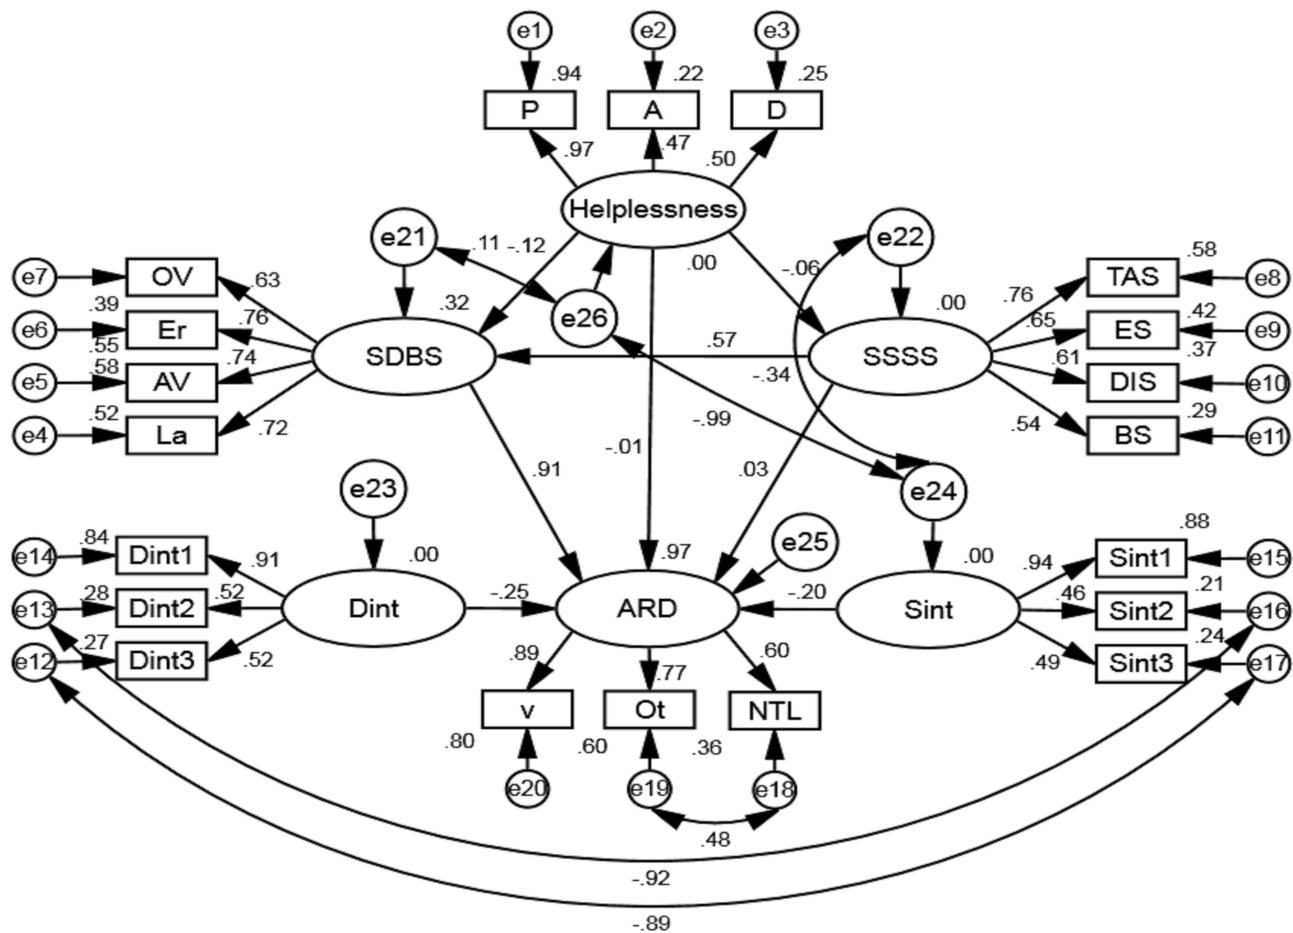 e1 e2 e3
.94 .22 .25
P A D
.97 .47 .50
Helplessness
e21 .11 -.12 e22
.00 -.06
e7 OV .63 TAS .58 e8
.39 .32 e26 .00 .76
e6 Er .76 .65 ES .42 e9
.55 SDBS .57 SSSS .37
e5 .58 AV .74 -.34 .61 DIS e10
e4 .52 La .72 -.99 .54 BS .29 e11
-.01
.91 .03
e23 e24
.88
e14 .84 Dint1 .91 .00 .97 e25 .00 .94 Sint1 e15
e13 .28 Dint2 .52 Dint -.25 ARD -.20 Sint .46 Sint2 .21 e16
e12 .27 Dint3 .52 .89 .77 .60 .49 Sint3 .24 e17
v Ot NTL
.80 .60 .36
e20 e19 e18
.48
-.92
-.89